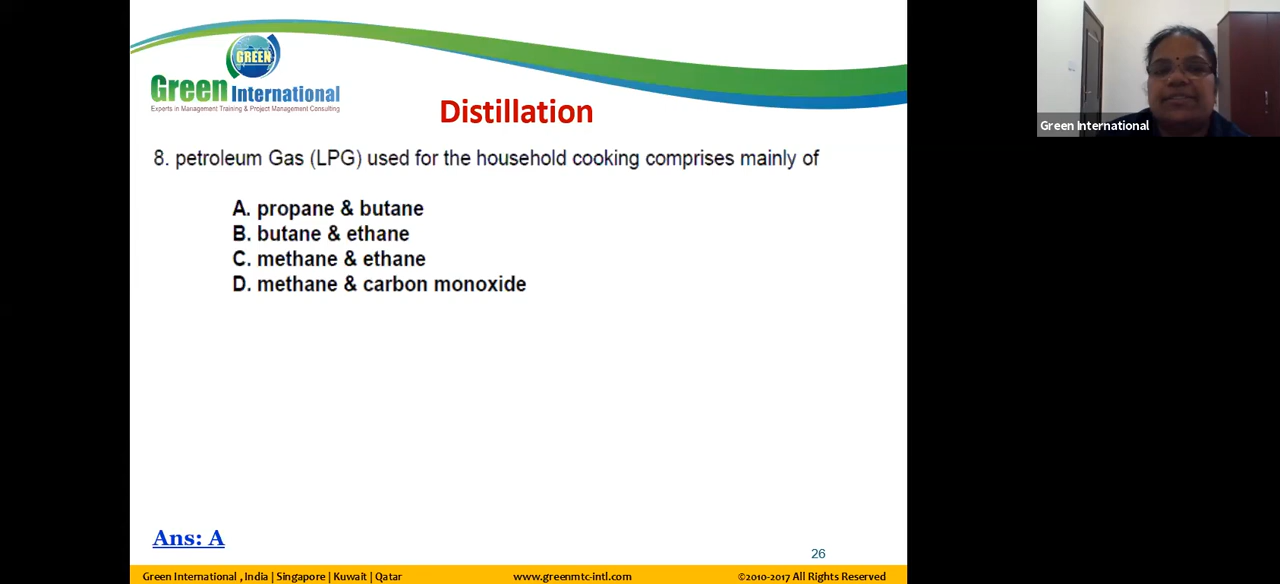 GREEN
Green International
Experts in Management Training & Project Management Consulting
Distillation
8. petroleum Gas (LPG) used for the household cooking comprises mainly of
A. propane & butane
B. butane & ethane
C. methane & ethane
D. methane & carbon monoxide
Ans: A
26
Green International , India | Singapore | Kuwait | Qatar
www.greenmtc-intl.com
©2010-2017 All Rights Reserved
Green International